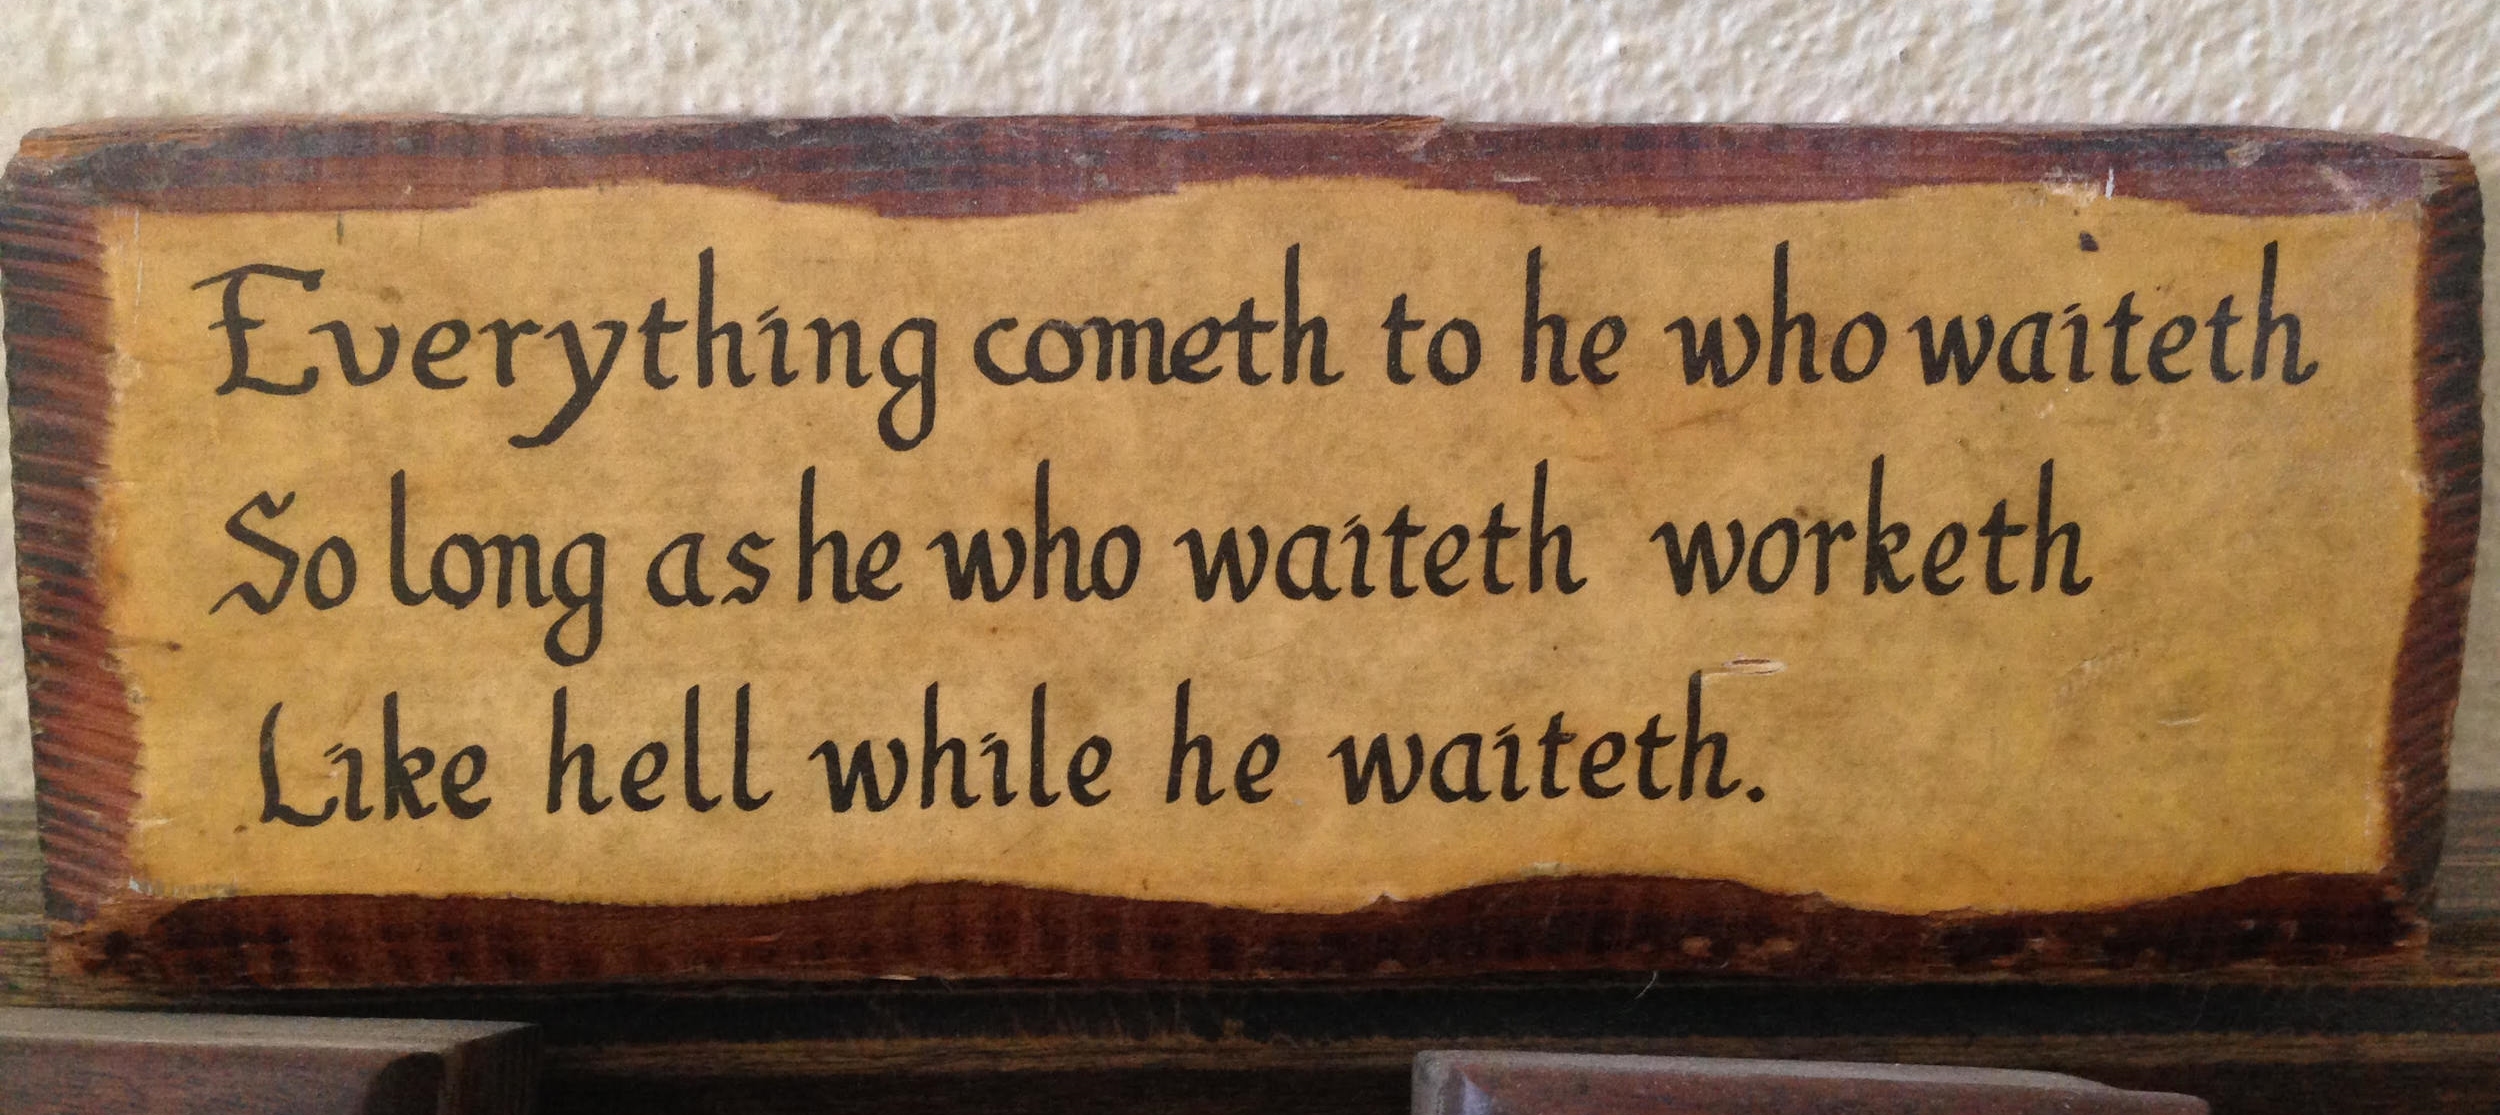 Everything cometh to he who waiteth
So long as he who waiteth worketh
Like hell while he waiteth.